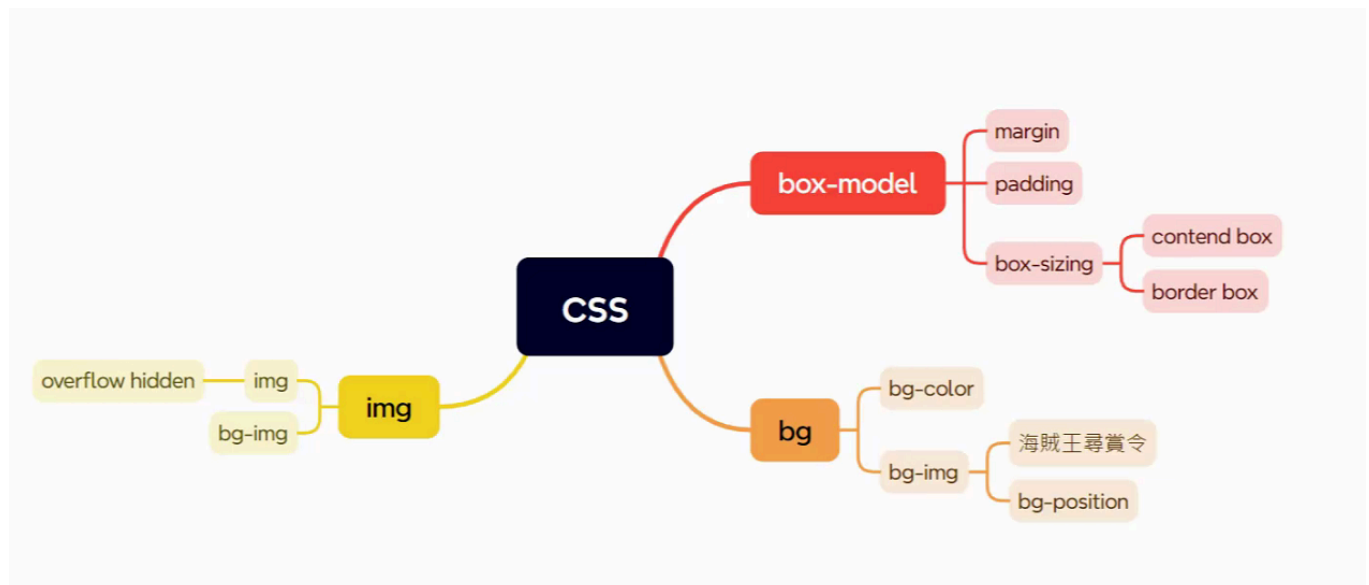 CSS
box-model
margin
padding
box-sizing
contend box
border box
bg
bg-color
bg-img
海賊王尋賞令
bg-position
img
img
overflow hidden
bg-img